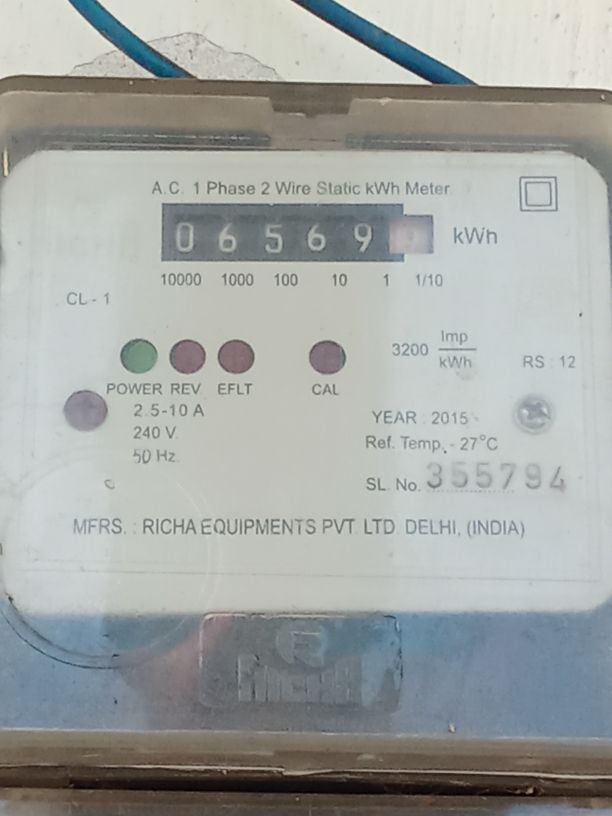 A.C. 1 Phase 2 Wire Static kWh Meter
0 6 5 6 9 kWh
10000 1000 100 10 1 1/10
CL - 1
3200 Imp/kWh
RS : 12
POWER REV EFLT CAL
2.5-10 A
240 V.
50 Hz.
YEAR : 2015
Ref. Temp. - 27°C
SL. No. 355794
MFRS. : RICHA EQUIPMENTS PVT. LTD. DELHI, (INDIA)
RICHA